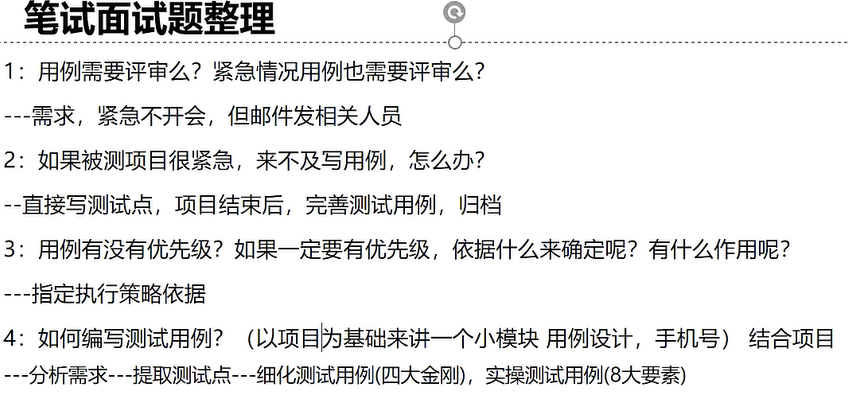 笔试面试题整理
1：用例需要评审么？紧急情况用例也需要评审么？
---需求，紧急不开会，但邮件发相关人员
2：如果被测项目很紧急，来不及写用例，怎么办？
--直接写测试点，项目结束后，完善测试用例，归档
3：用例有没有优先级？如果一定要有优先级，依据什么来确定呢？有什么作用呢？
---指定执行策略依据
4：如何编写测试用例？（以项目为基础来讲一个小模块 用例设计，手机号） 结合项目
---分析需求---提取测试点---细化测试用例(四大金刚)，实操测试用例(8大要素)